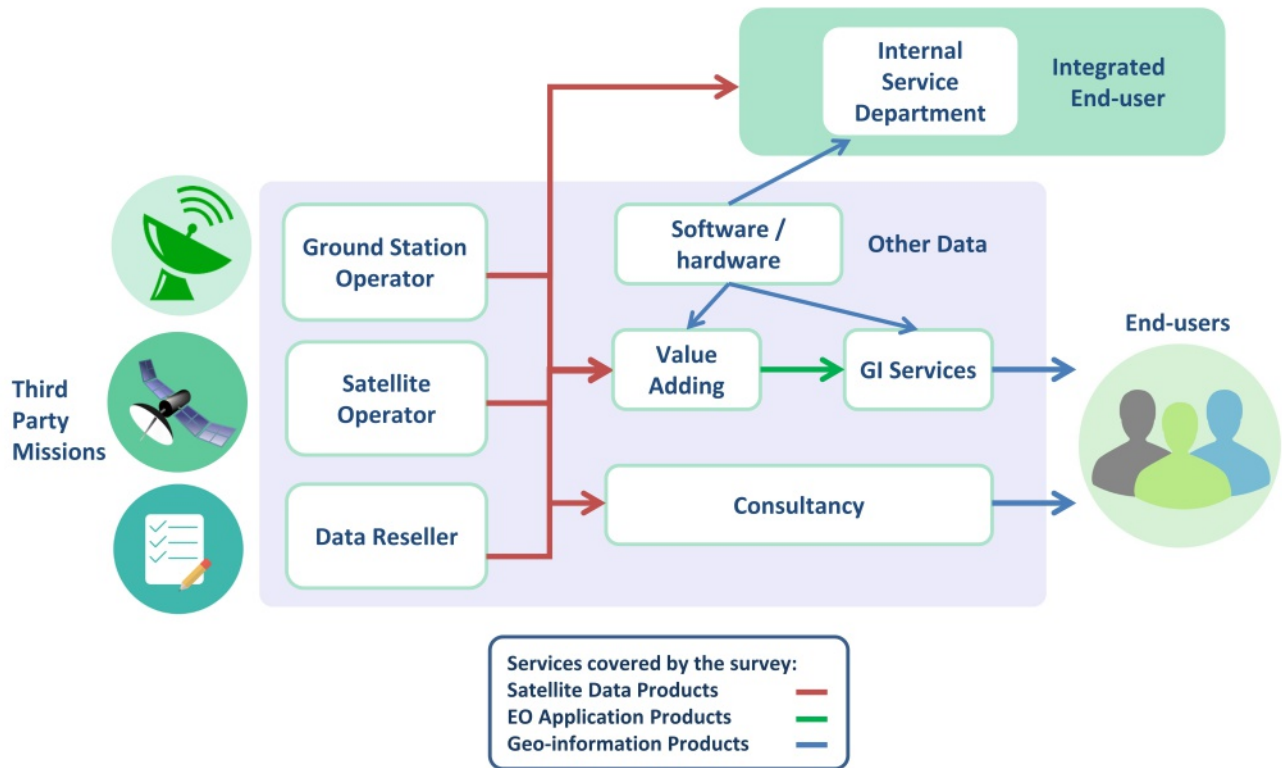 Internal
Service
Department
Integrated
End-user
Ground Station
Operator
Software /
hardware
Other Data
End-users
Third
Party
Missions
Satellite
Operator
Value
Adding
GI Services
Data Reseller
Consultancy
Services covered by the survey:
Satellite Data Products
EO Application Products
Geo-information Products